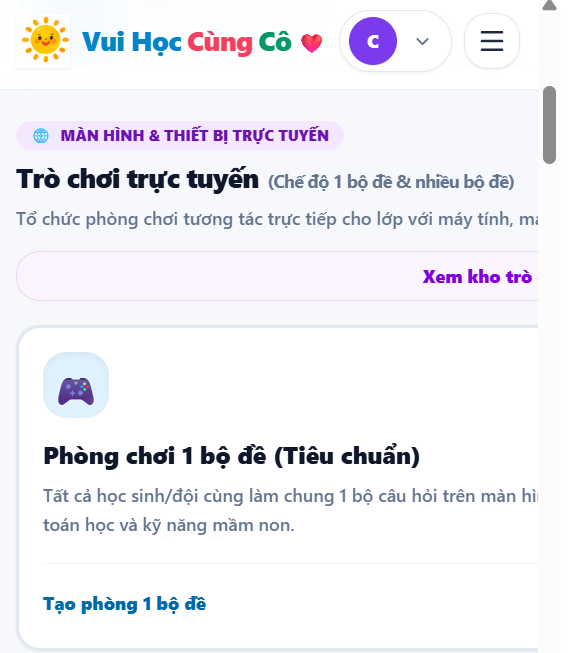 Vui Học Cùng Cô
C
MÀN HÌNH & THIẾT BỊ TRỰC TUYẾN
Trò chơi trực tuyến (Chế độ 1 bộ đề & nhiều bộ đề)
Tổ chức phòng chơi tương tác trực tiếp cho lớp với máy tính,
Xem kho trò
Phòng chơi 1 bộ đề (Tiêu chuẩn)
Tất cả học sinh/đội cùng làm chung 1 bộ câu hỏi trên màn
toán học và kỹ năng mầm non.
Tạo phòng 1 bộ đề